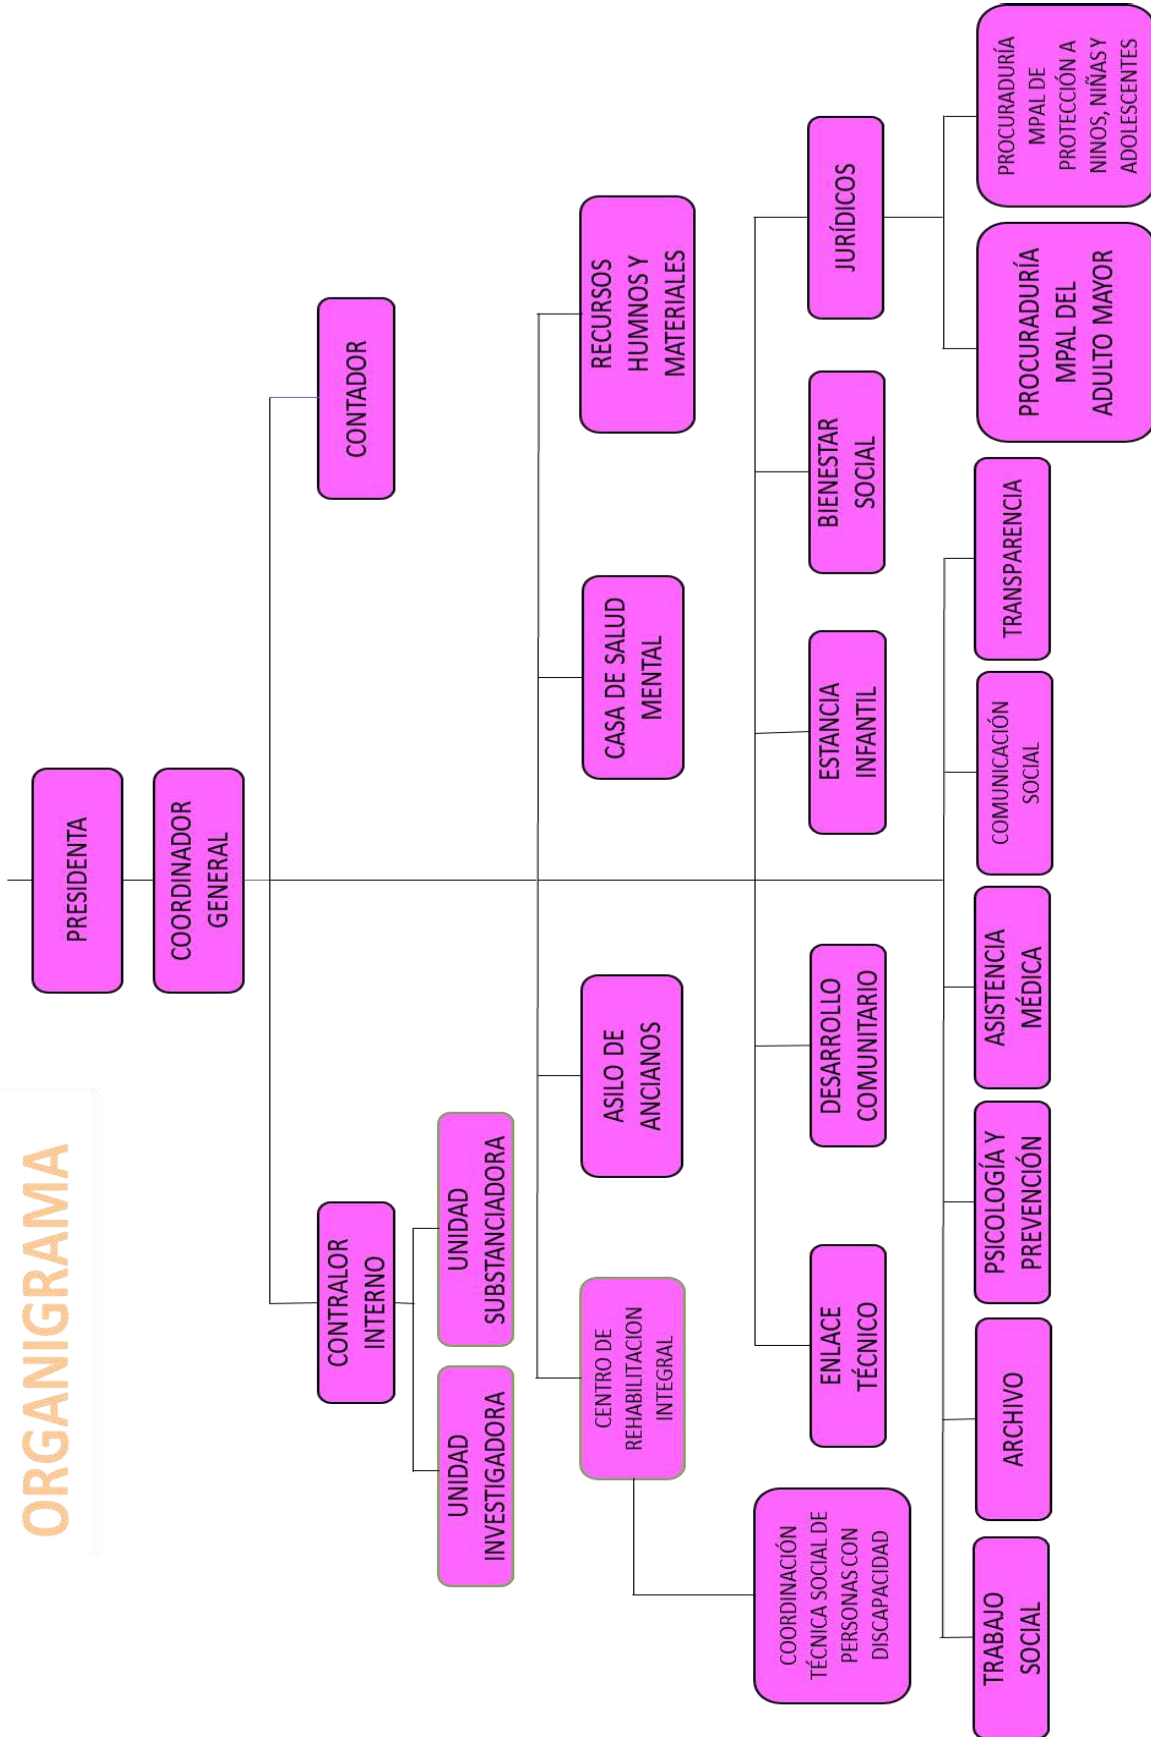 ORGANIGRAMA
PRESIDENTA
COORDINADOR
GENERAL
CONTRALOR
INTERNO
CONTADOR
UNIDAD
INVESTIGADORA
UNIDAD
SUBSTANCIADORA
CENTRO DE
REHABILITACION
INTEGRAL
ASILO DE
ANCIANOS
CASA DE SALUD
MENTAL
RECURSOS
HUMNOS Y
MATERIALES
COORDINACIÓN
TÉCNICA SOCIAL DE
PERSONAS CON
DISCAPACIDAD
ENLACE
TÉCNICO
DESARROLLO
COMUNITARIO
ESTANCIA
INFANTIL
BIENESTAR
SOCIAL
JURÍDICOS
TRABAJO
SOCIAL
ARCHIVO
PSICOLOGÍA Y
PREVENCIÓN
ASISTENCIA
MÉDICA
COMUNICACIÓN
SOCIAL
TRANSPARENCIA
PROCURADURÍA
MPAL DEL
ADULTO MAYOR
PROCURADURÍA
MPAL DE
PROTECCIÓN A
NINOS, NIÑAS Y
ADOLESCENTES